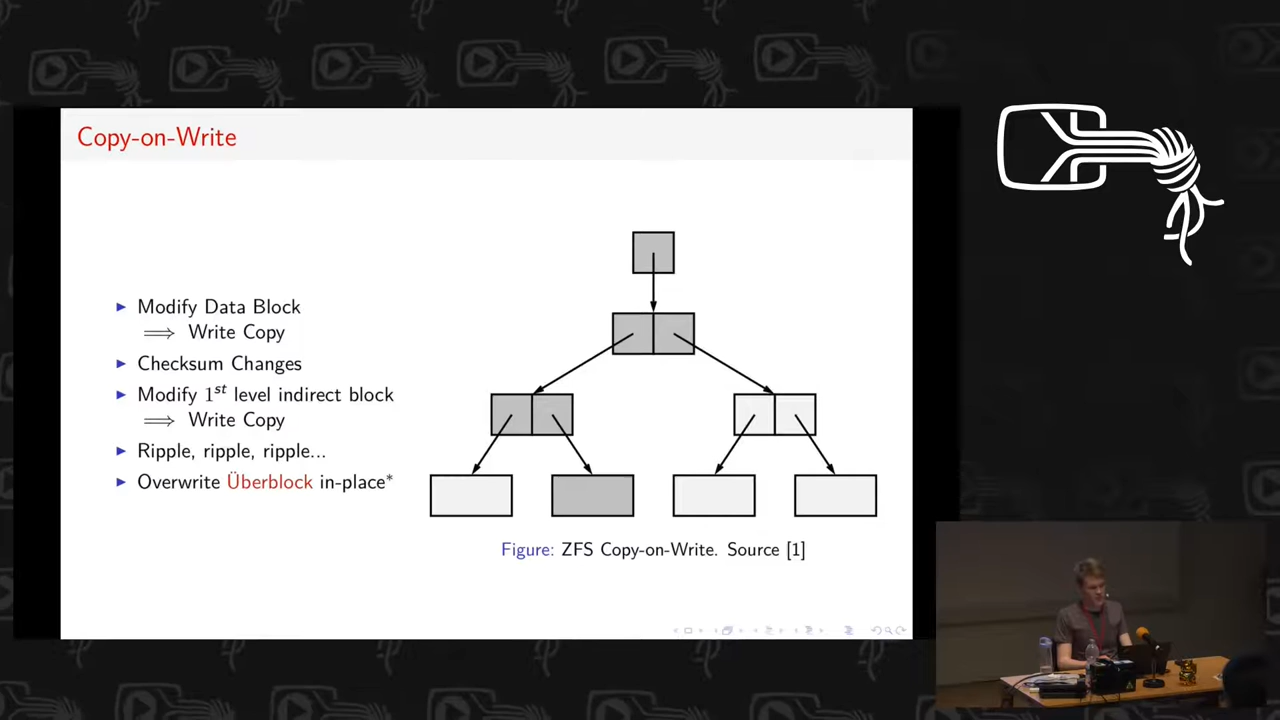 Copy-on-Write
▶ Modify Data Block
⟹ Write Copy
▶ Checksum Changes
▶ Modify 1st level indirect block
⟹ Write Copy
▶ Ripple, ripple, ripple...
▶ Overwrite Überblock in-place*
Figure: ZFS Copy-on-Write. Source [1]